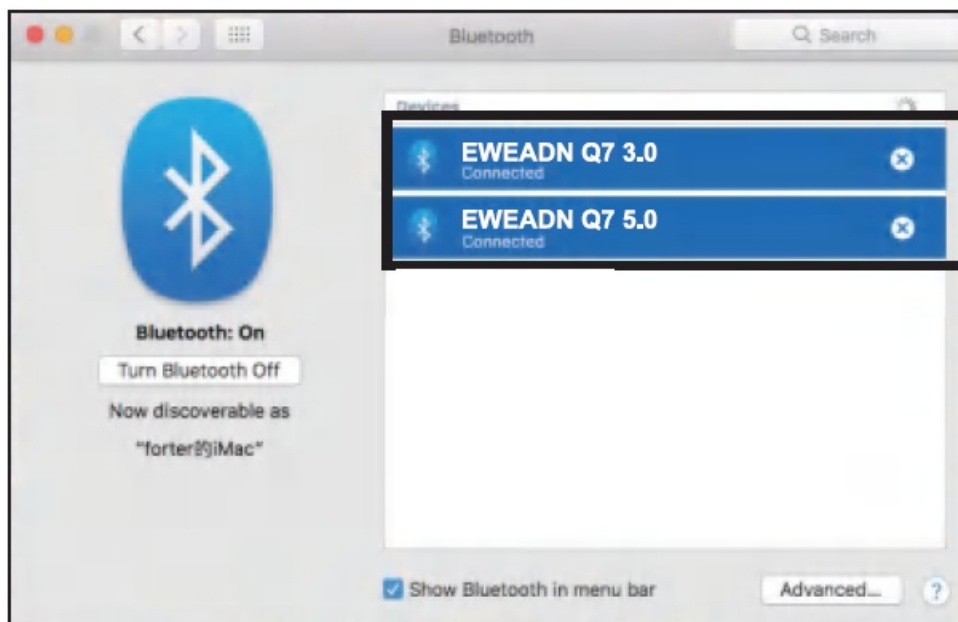 Bluetooth
Search
Devices
EWEADN Q7 3.0
Connected
EWEADN Q7 5.0
Connected
Bluetooth: On
Turn Bluetooth Off
Now discoverable as
"forter的iMac"
Show Bluetooth in menu bar
Advanced...
?